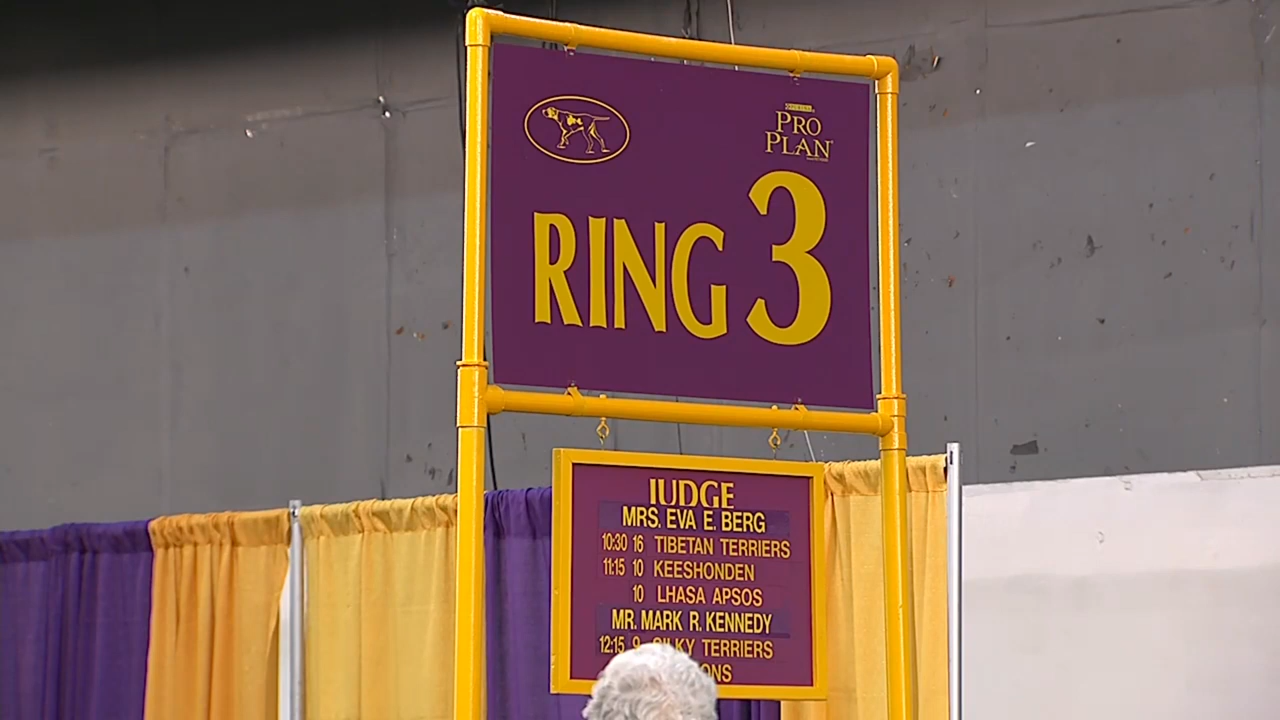 PRO
PLAN
RING 3
JUDGE
MRS. EVA E. BERG
10:30 16 TIBETAN TERRIERS
11:15 10 KEESHONDEN
10 LHASA APSOS
MR. MARK R. KENNEDY
12:15 9 SILKY TERRIERS